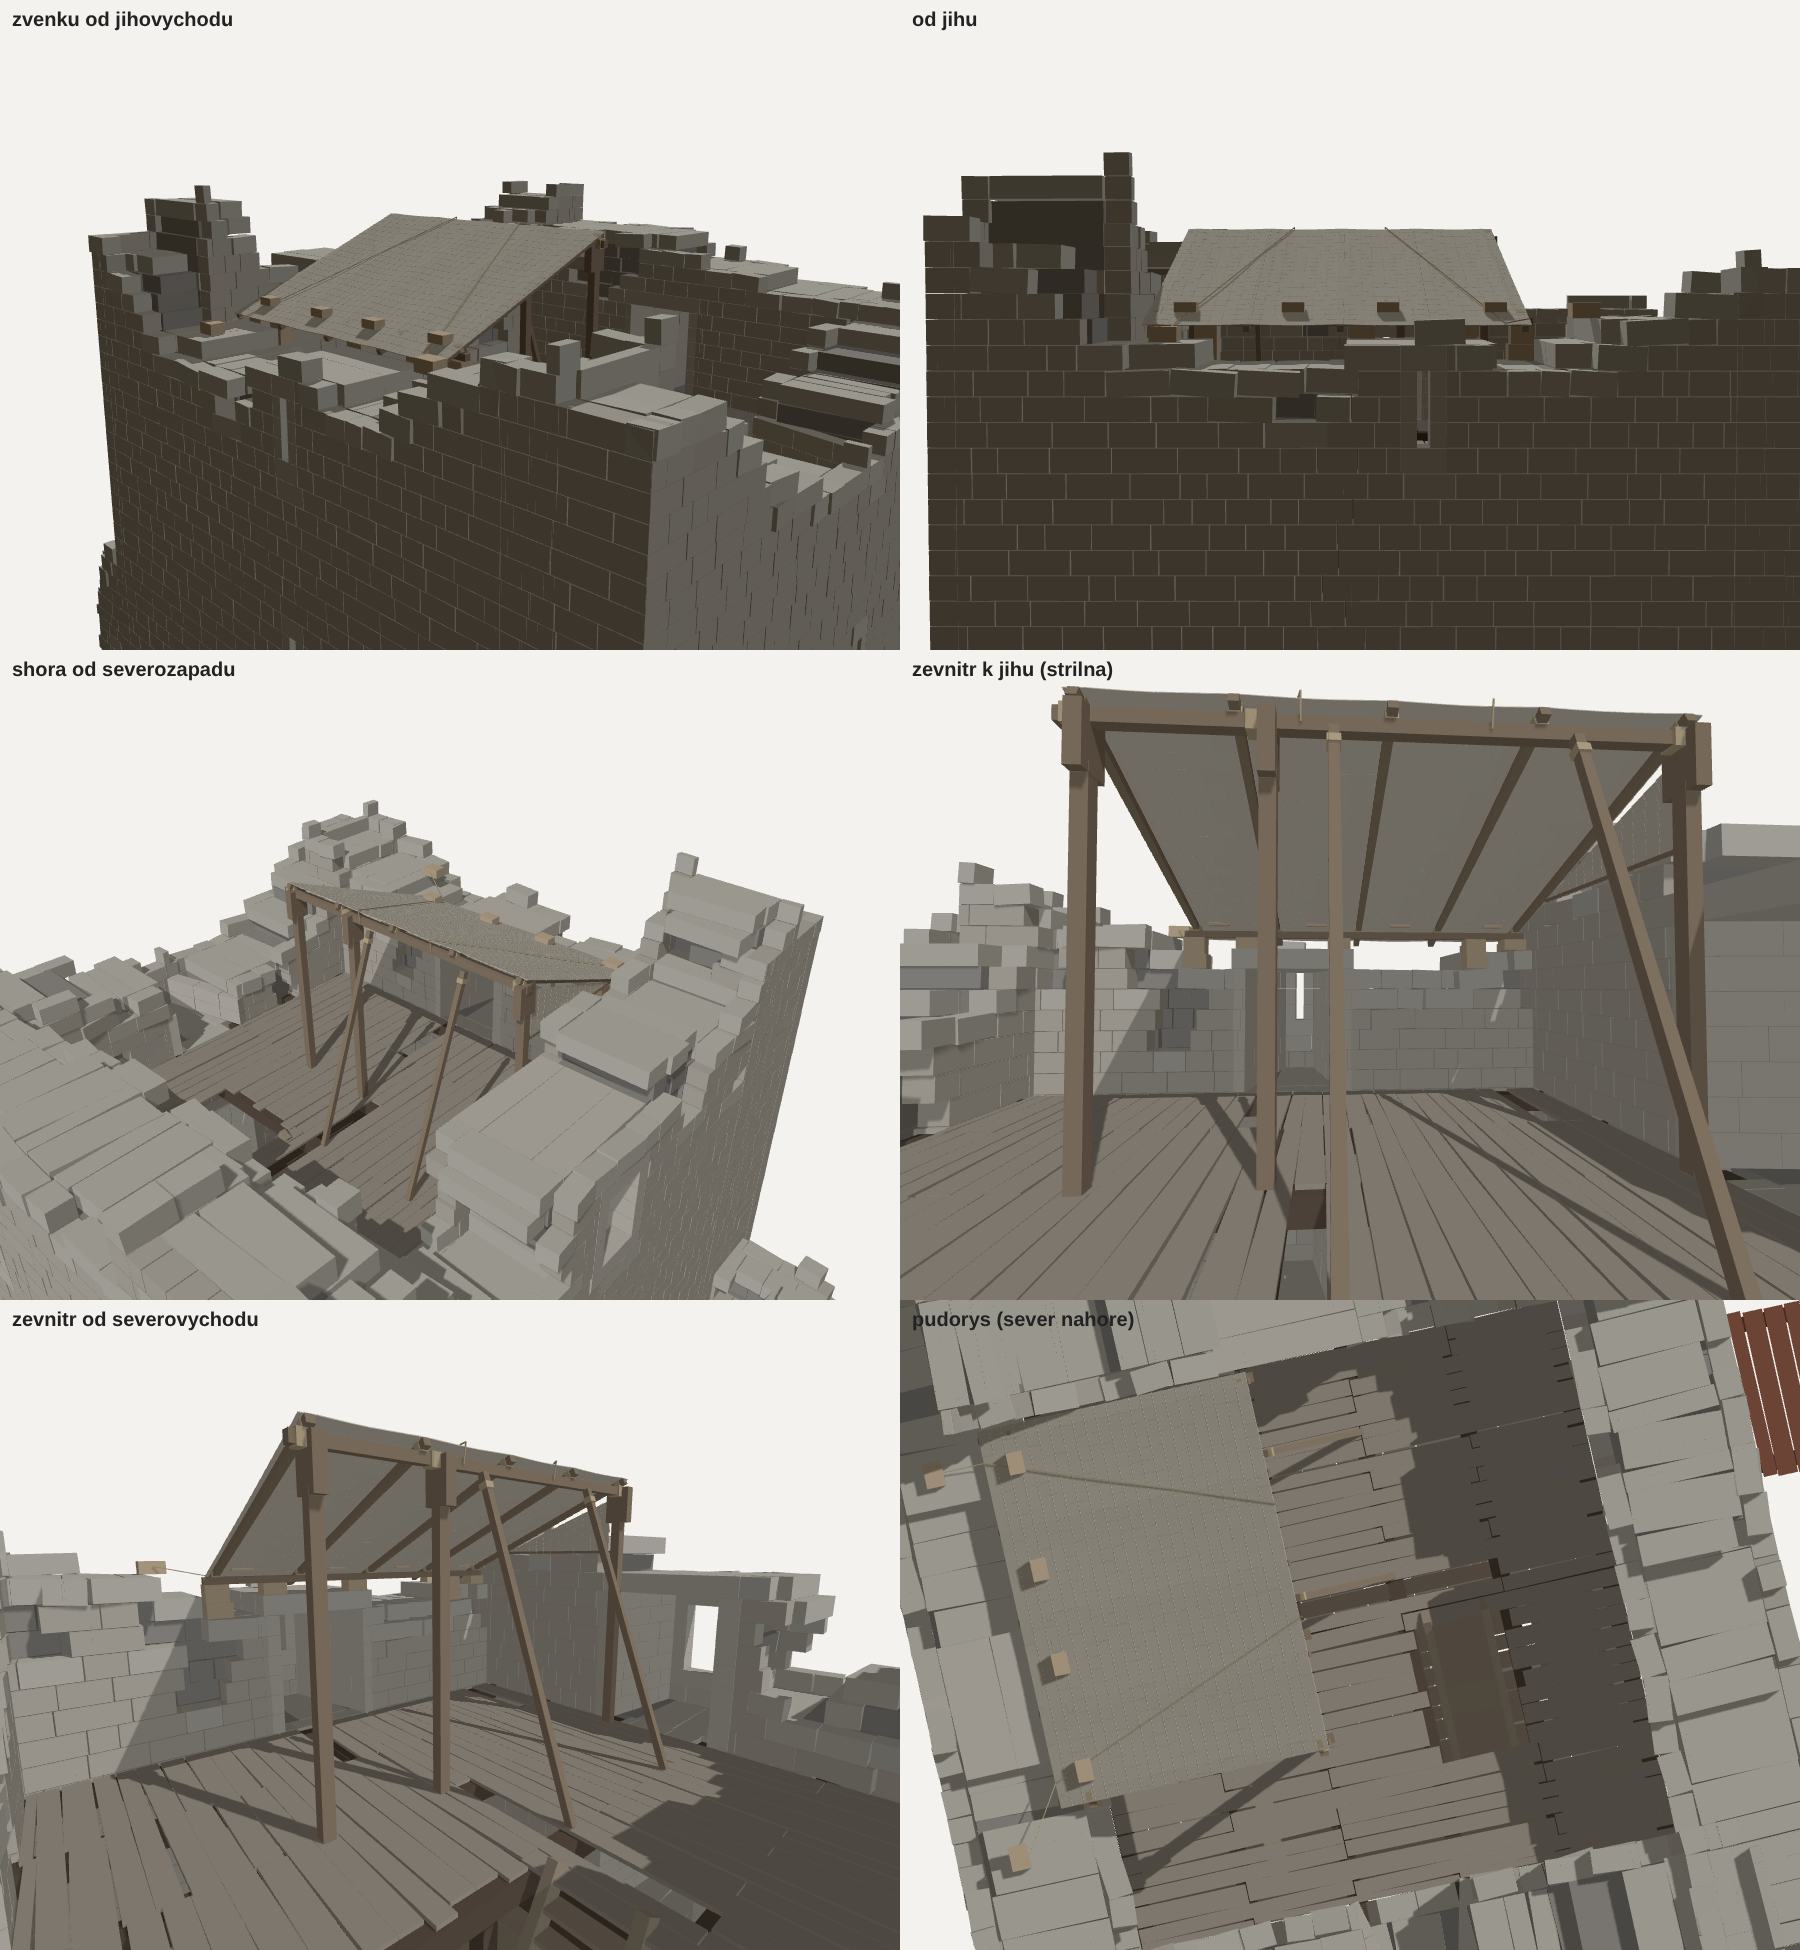 zvenku od jihovychodu
od jihu
shora od severozapadu
zevnitr k jihu (strilna)
zevnitr od severovychodu
pudorys (sever nahore)